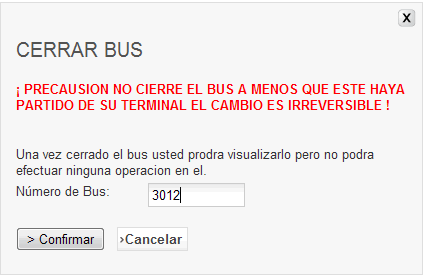 X
CERRAR BUS
¡ PRECAUSION NO CIERRE EL BUS A MENOS QUE ESTE HAYA
PARTIDO DE SU TERMINAL EL CAMBIO ES IRREVERSIBLE !
Una vez cerrado el bus usted prodra visualizarlo pero no podra
efectuar ninguna operacion en el.
Número de Bus: 3012
> Confirmar ›Cancelar